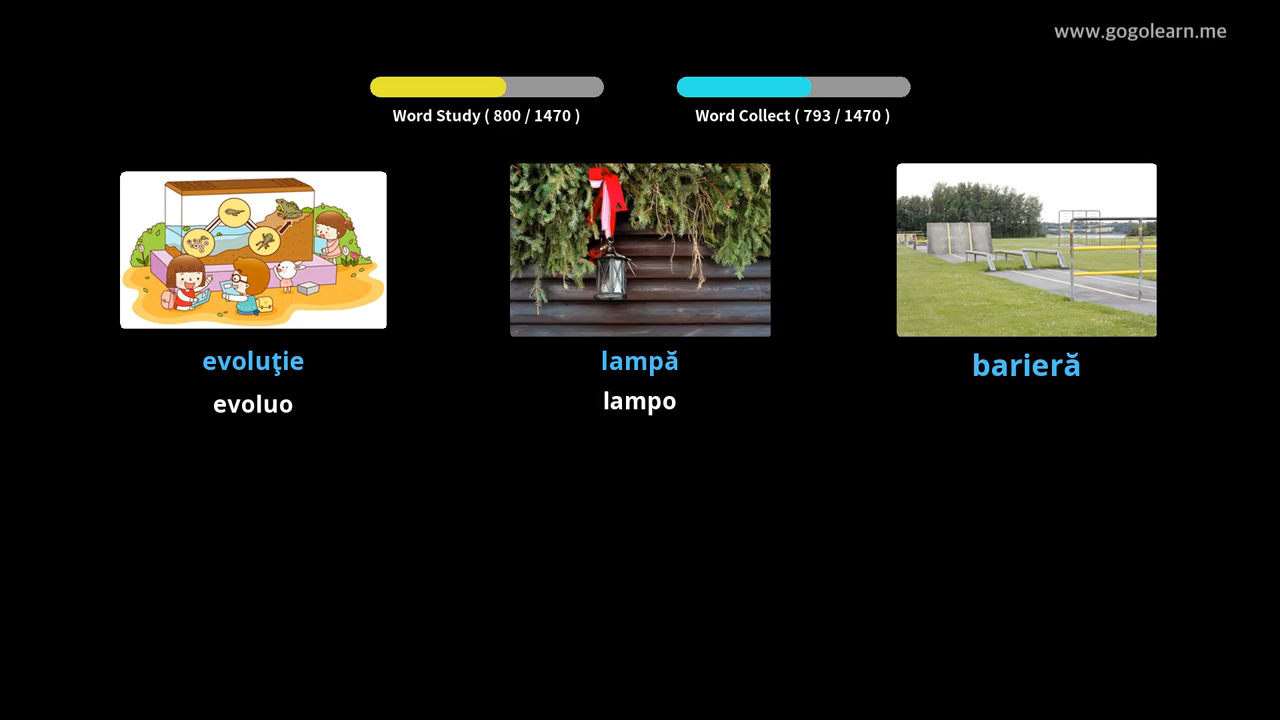 www.gogolearn.me
Word Study ( 800 / 1470 )
Word Collect ( 793 / 1470 )
evoluţie
evoluo
lampă
lampo
barieră